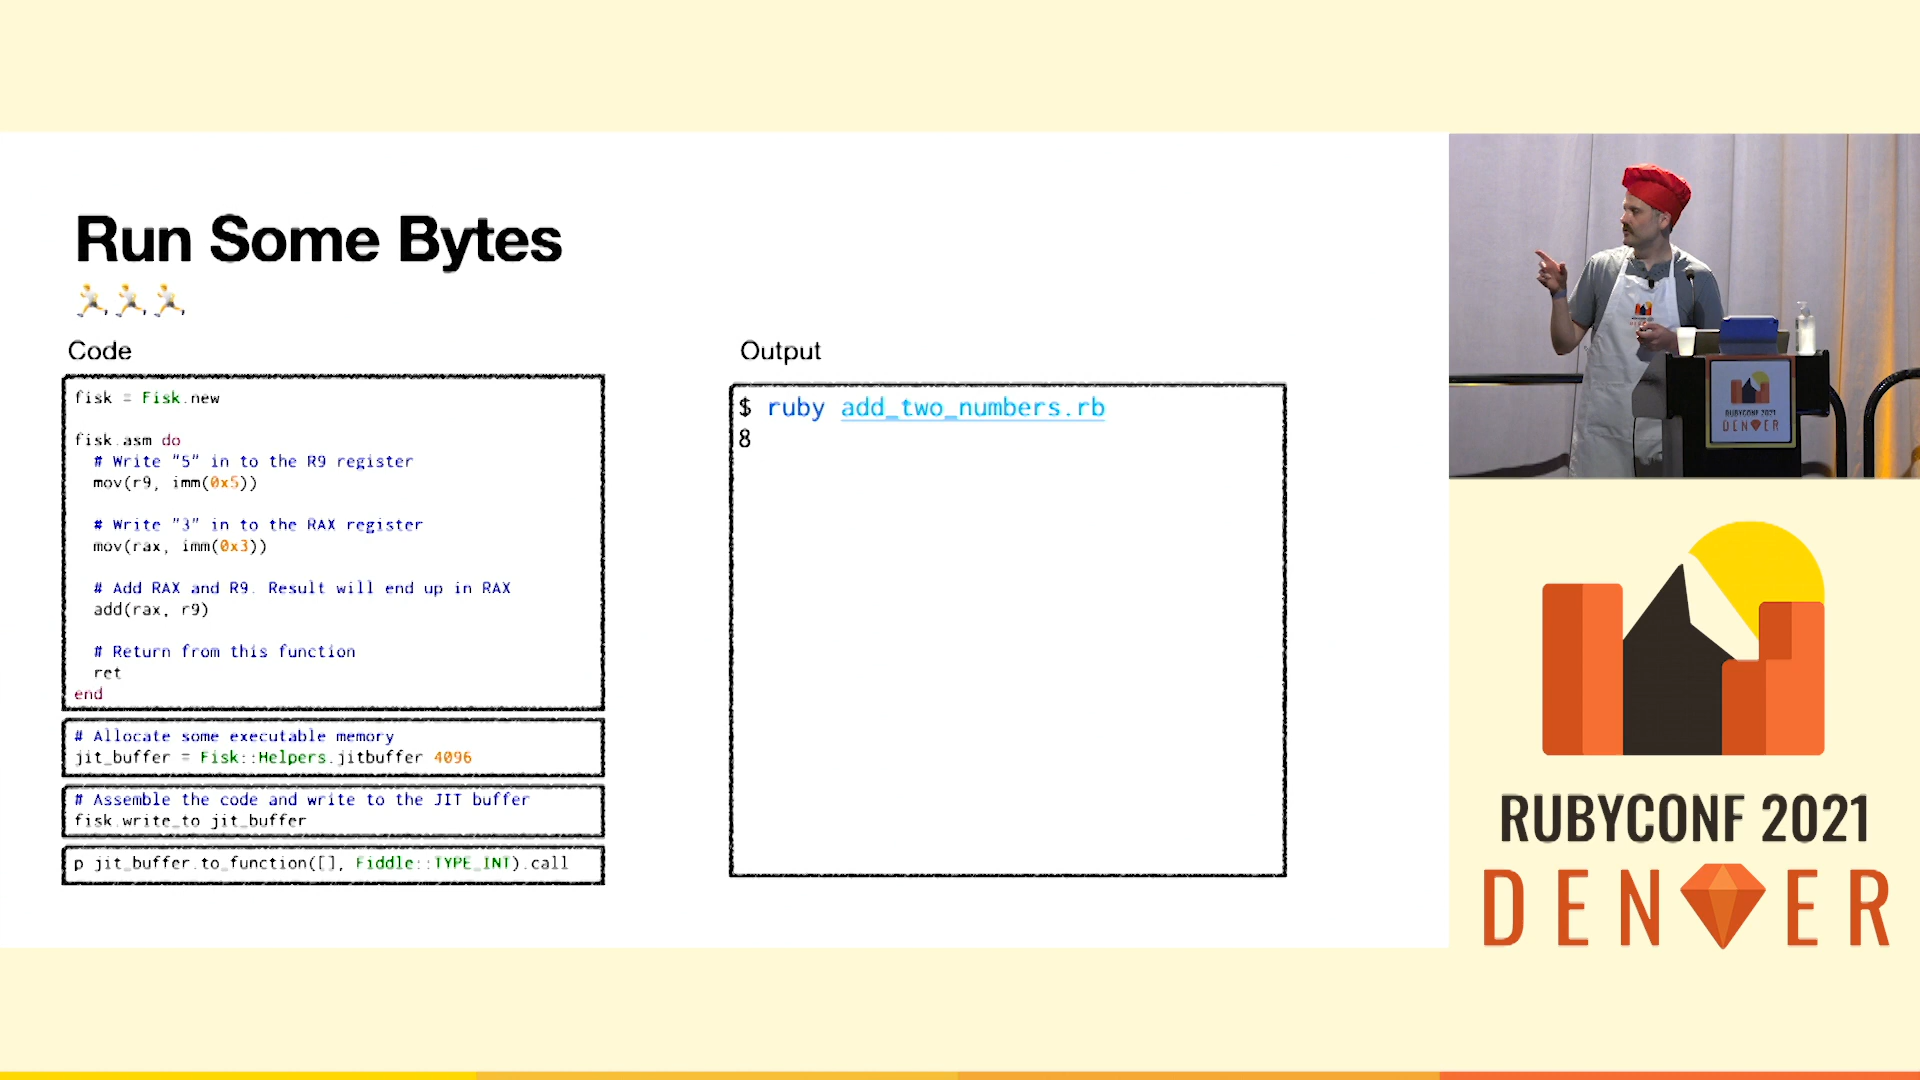 Run Some Bytes
Code
fisk = Fisk.new
fisk.asm do
# Write "5" in to the R9 register
mov(r9, imm(0x5))
# Write "3" in to the RAX register
mov(rax, imm(0x3))
# Add RAX and R9. Result will end up in RAX
add(rax, r9)
# Return from this function
ret
end
# Allocate some executable memory
jit_buffer = Fisk::Helpers.jitbuffer 4096
# Assemble the code and write to the JIT buffer
fisk.write_to jit_buffer
p jit_buffer.to_function([], Fiddle::TYPE_INT).call
Output
$ ruby add_two_numbers.rb
8
RUBYCONF 2021
DENVER
RUBYCONF 2021
DENVER